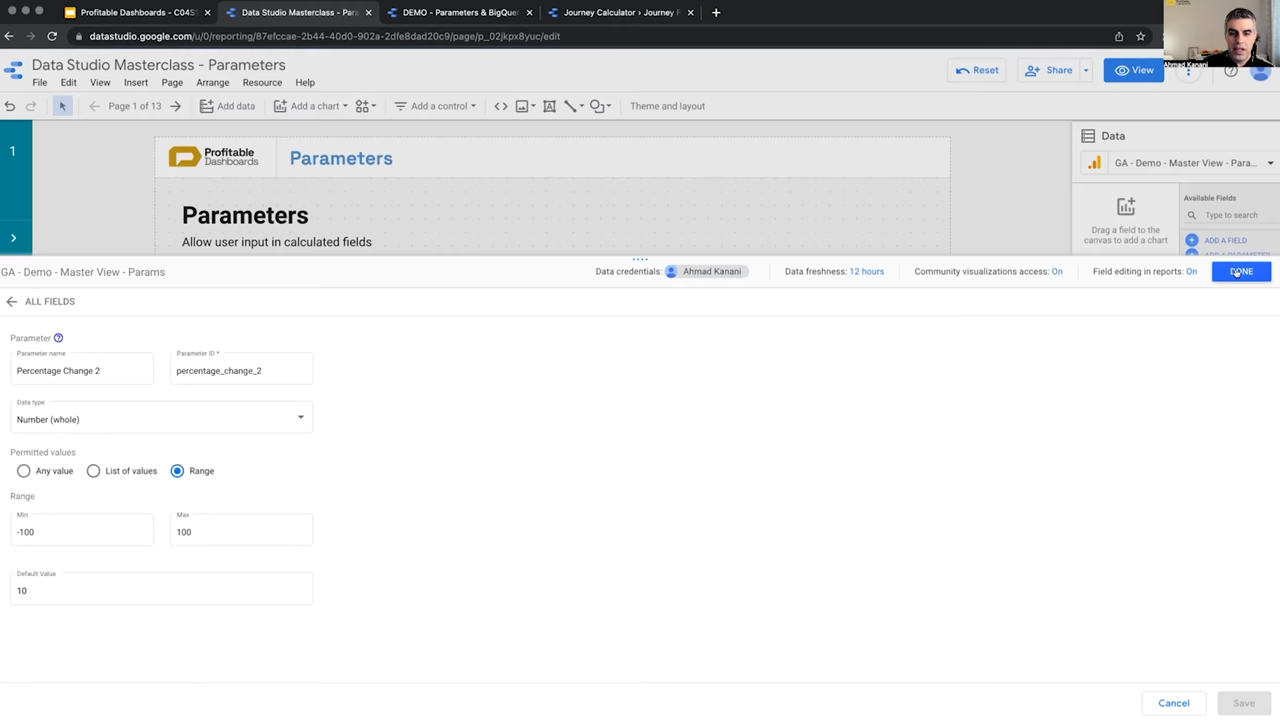 Profitable Dashboards - C04S1
Data Studio Masterclass - Para
DEMO - Parameters & BigQue
Journey Calculator › Journey F
datastudio.google.com/u/0/reporting/87efccae-2b44-40d0-902a-2dfe8dad20c9/page/p_02jkpx8yuc/edit
Ahmad Kanani
Data Studio Masterclass - Parameters
File Edit View Insert Page Arrange Resource Help
Reset
Share
View
Page 1 of 13
Add data
Add a chart
Add a control
Theme and layout
1
Profitable
Dashboards
Parameters
Data
GA - Demo - Master View - Para...
Parameters
Allow user input in calculated fields
Drag a field to the
canvas to add a chart
Available Fields
Type to search
ADD A FIELD
ADD A PARAMETER
GA - Demo - Master View - Params
Data credentials: Ahmad Kanani
Data freshness: 12 hours
Community visualizations access: On
Field editing in reports: On
DONE
ALL FIELDS
Parameter
Parameter name
Percentage Change 2
Parameter ID *
percentage_change_2
Data type
Number (whole)
Permitted values
Any value
List of values
Range
Range
Min
-100
Max
100
Default Value
10
Cancel
Save